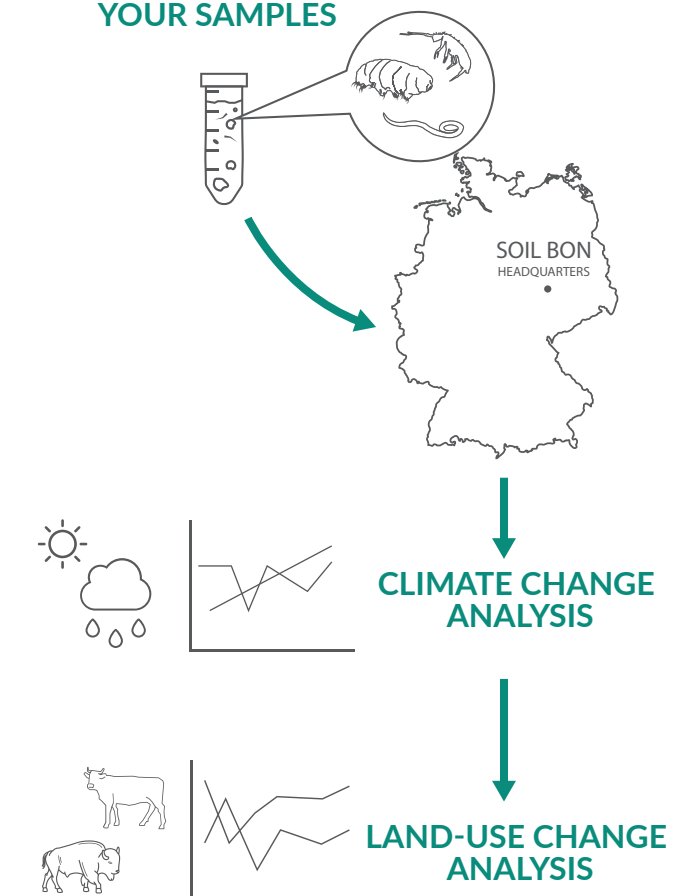 YOUR SAMPLES
SOIL BON
HEADQUARTERS
CLIMATE CHANGE
ANALYSIS
LAND-USE CHANGE
ANALYSIS